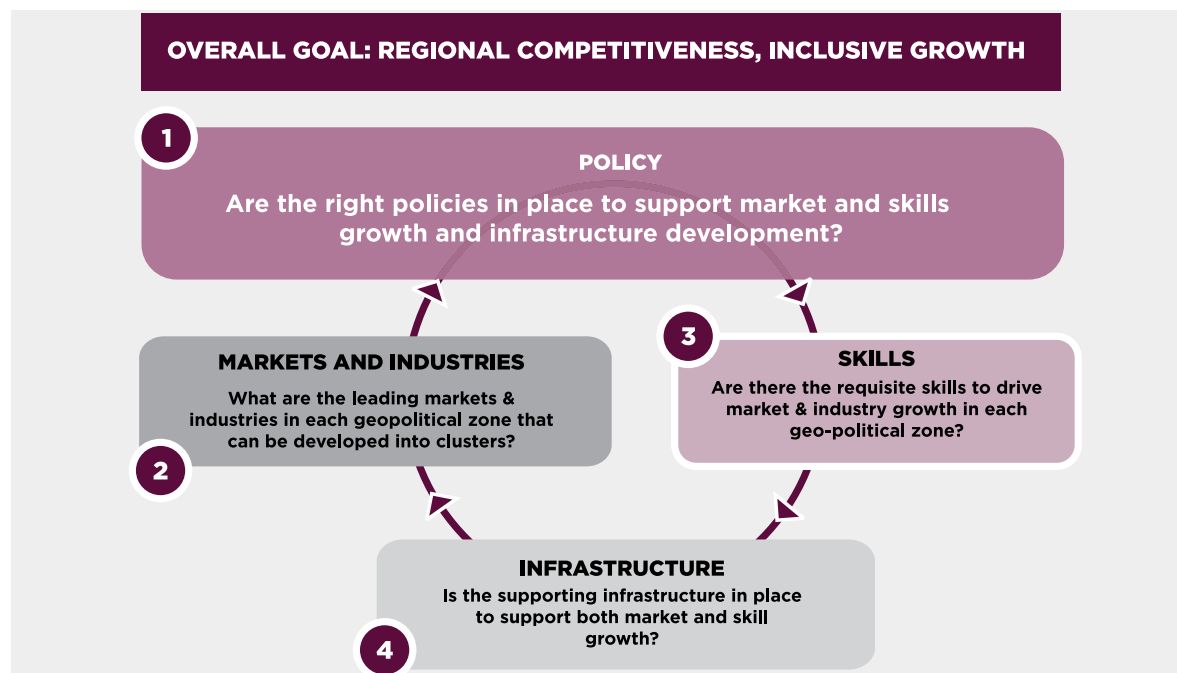 OVERALL GOAL: REGIONAL COMPETITIVENESS, INCLUSIVE GROWTH
1
POLICY
Are the right policies in place to support market and skills
growth and infrastructure development?
MARKETS AND INDUSTRIES
What are the leading markets &
industries in each geopolitical zone that
can be developed into clusters?
2
3
SKILLS
Are there the requisite skills to drive
market & industry growth in each
geo-political zone?
INFRASTRUCTURE
Is the supporting infrastructure in place
to support both market and skill
growth?
4